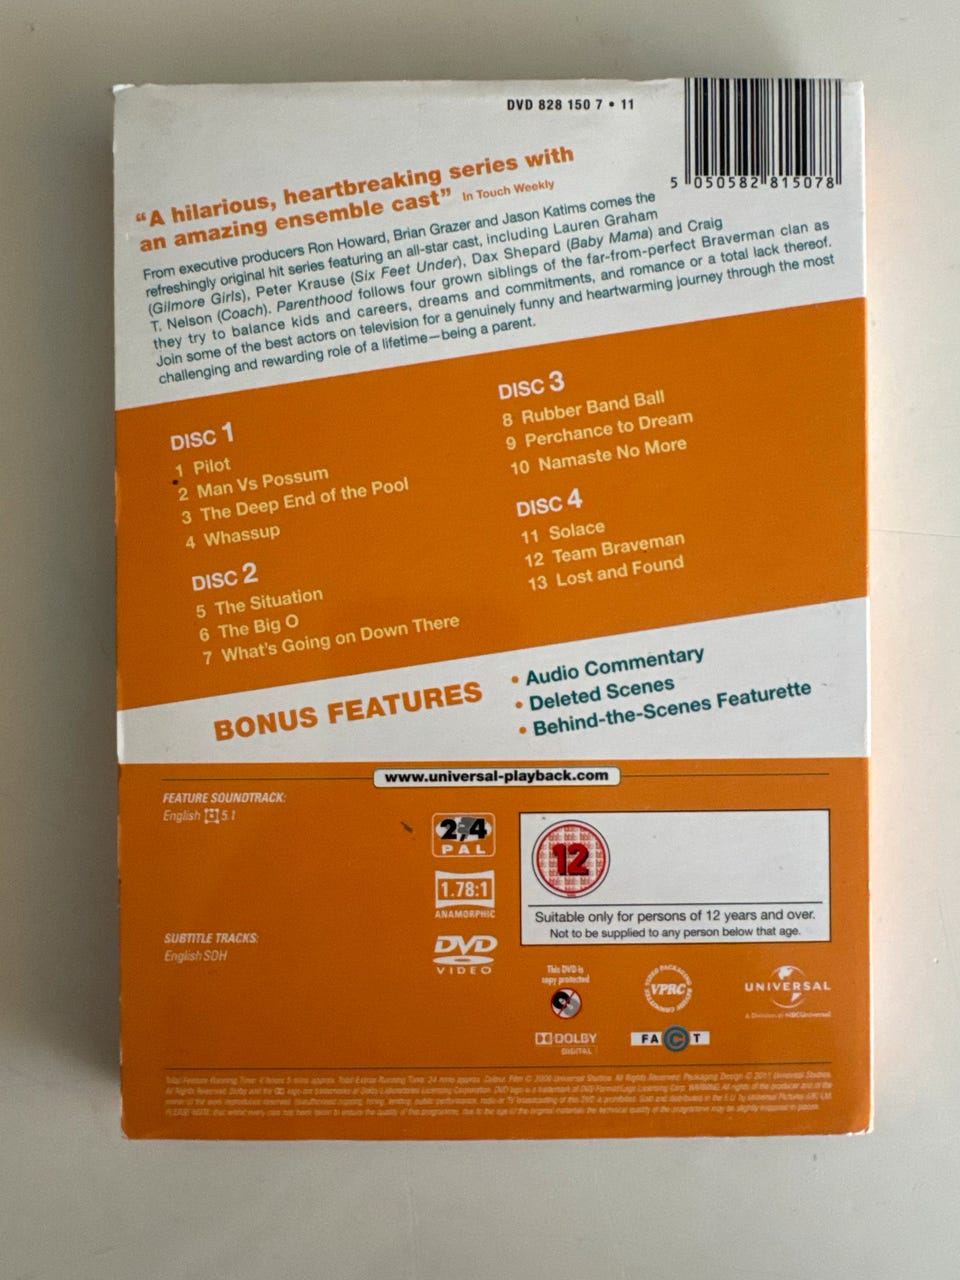 DVD 828 150 7 • 11
5 050582 815078
“A hilarious, heartbreaking series with
an amazing ensemble cast” In Touch Weekly
From executive producers Ron Howard, Brian Grazer and Jason Katims comes the
refreshingly original hit series featuring an all-star cast, including Lauren Graham
(Gilmore Girls), Peter Krause (Six Feet Under), Dax Shepard (Baby Mama) and Craig
T. Nelson (Coach). Parenthood follows four grown siblings of the far-from-perfect Braverman clan as
they try to balance kids and careers, dreams and commitments, and romance or a total lack thereof.
Join some of the best actors on television for a genuinely funny and heartwarming journey through the most
challenging and rewarding role of a lifetime—being a parent.
DISC 1
1 Pilot
2 Man Vs Possum
3 The Deep End of the Pool
4 Whassup
DISC 2
5 The Situation
6 The Big O
7 What's Going on Down There
DISC 3
8 Rubber Band Ball
9 Perchance to Dream
10 Namaste No More
DISC 4
11 Solace
12 Team Braveman
13 Lost and Found
BONUS FEATURES
• Audio Commentary
• Deleted Scenes
• Behind-the-Scenes Featurette
www.universal-playback.com
FEATURE SOUNDTRACK:
English 5.1
SUBTITLE TRACKS:
English SDH
2,4
PAL
1.78:1
ANAMORPHIC
DVD
VIDEO
12
Suitable only for persons of 12 years and over.
Not to be supplied to any person below that age.
This DVD is
copy protected
DOLBY
DIGITAL
VPRC
FACT
UNIVERSAL
A Division of NBCUniversal